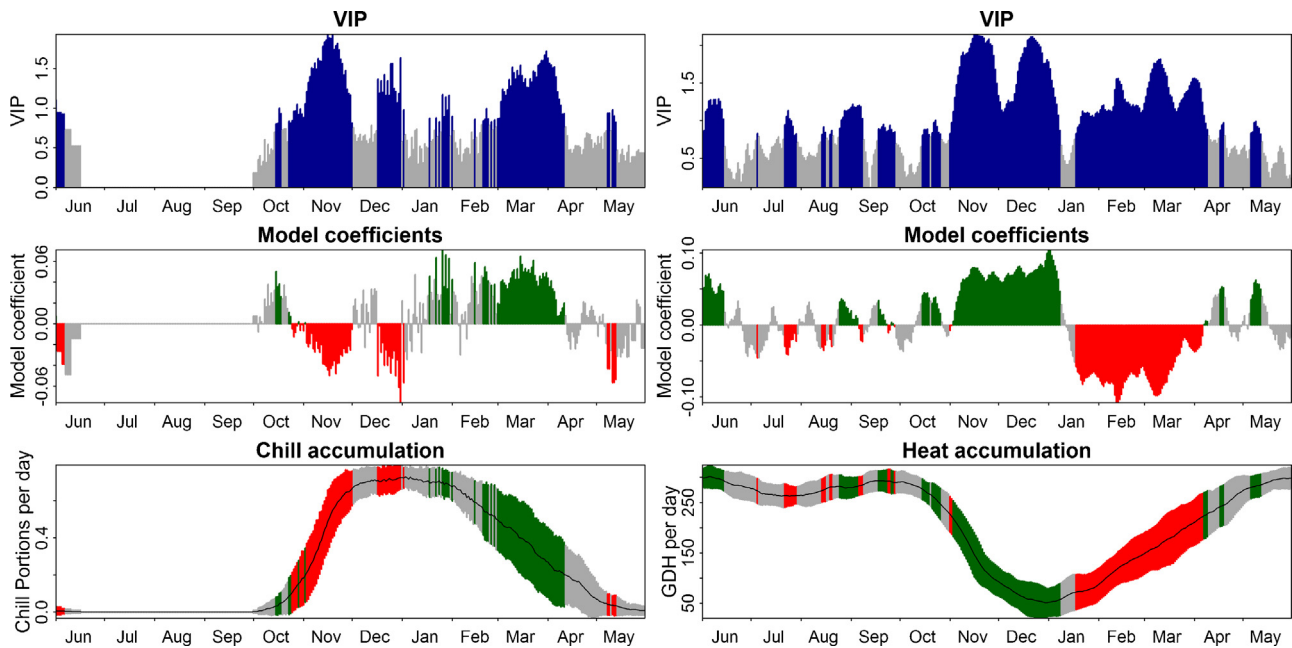 VIP
VIP
1.5
1.0
0.5
0.0
Jun Jul Aug Sep Oct Nov Dec Jan Feb Mar Apr May
VIP
VIP
1.5
0.5
Jun Jul Aug Sep Oct Nov Dec Jan Feb Mar Apr May
Model coefficients
Model coefficient
0.06
0.00
-0.06
Jun Jul Aug Sep Oct Nov Dec Jan Feb Mar Apr May
Model coefficients
Model coefficient
0.10
0.00
-0.10
Jun Jul Aug Sep Oct Nov Dec Jan Feb Mar Apr May
Chill accumulation
Chill Portions per day
0.4
0.0
Jun Jul Aug Sep Oct Nov Dec Jan Feb Mar Apr May
Heat accumulation
GDH per day
250
150
50
Jun Jul Aug Sep Oct Nov Dec Jan Feb Mar Apr May